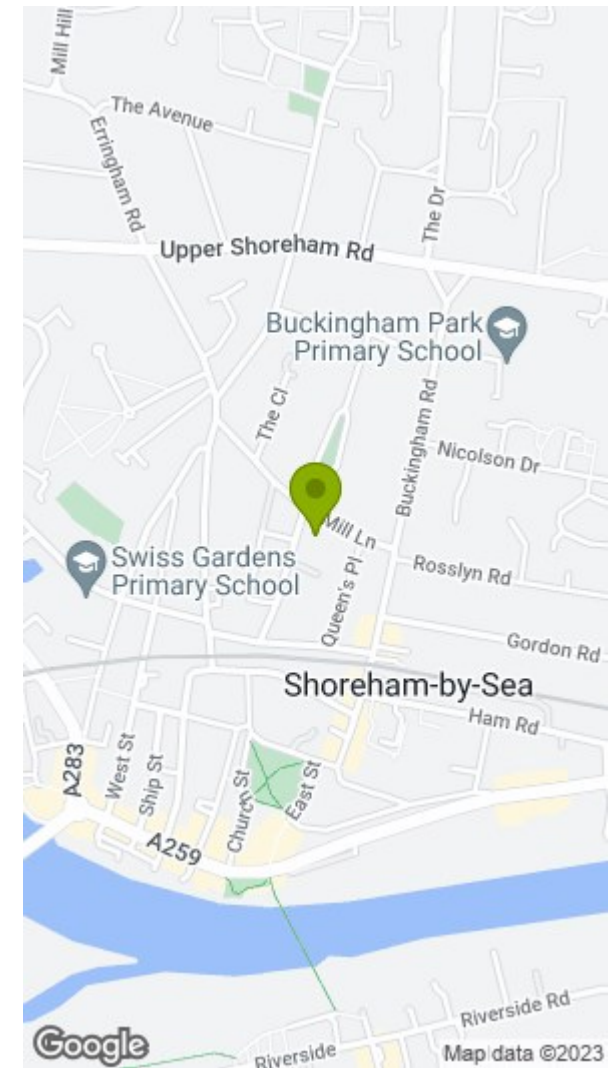 Mill Hill
The Avenue
Erringham Rd
The Dr
Upper Shoreham Rd
Buckingham Park
Primary School
The Cl
Buckingham Rd
Nicolson Dr
Mill Ln
Swiss Gardens
Primary School
Queen's Pl
Rosslyn Rd
Gordon Rd
Shoreham-by-Sea
Ham Rd
A283
West St
Ship St
Church St
East St
A259
Riverside Rd
Google
Riverside
Map data ©2023